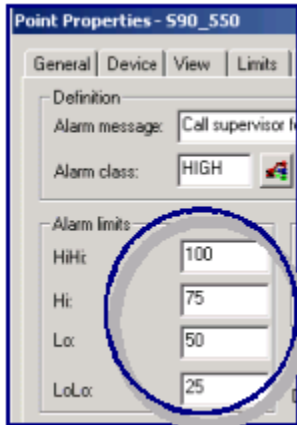 Point Properties - S90_550
General Device View Limits
Definition
Alarm message: Call supervisor
Alarm class: HIGH
Alarm limits
HiHi: 100
Hi: 75
Lo: 50
LoLo: 25